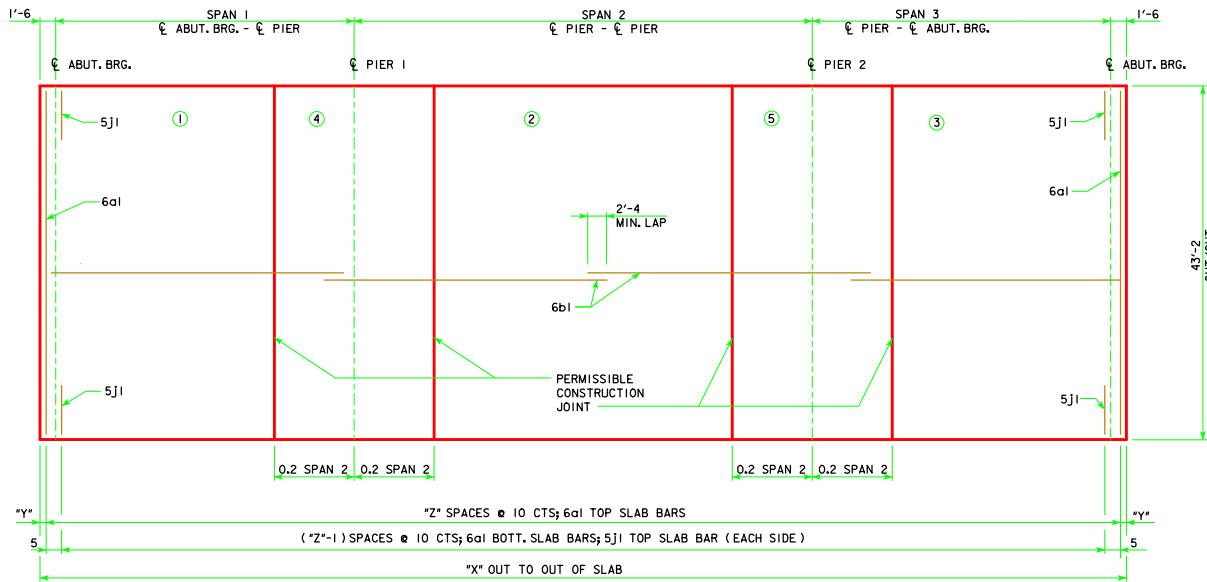 1'-6 SPAN 1 SPAN 2 SPAN 3 1'-6
℄ ABUT. BRG. - ℄ PIER ℄ PIER - ℄ PIER ℄ PIER - ℄ ABUT. BRG.
℄ ABUT. BRG. ℄ PIER 1 ℄ PIER 2 ℄ ABUT. BRG.
5j1 1 4 2 5 3 5j1
6a1 6a1
2'-4
MIN. LAP
43'-2
OUT/OUT
6b1
PERMISSIBLE
CONSTRUCTION
JOINT
5j1 5j1
0.2 SPAN 2 0.2 SPAN 2 0.2 SPAN 2 0.2 SPAN 2
"Y" "Z" SPACES @ 10 CTS; 6a1 TOP SLAB BARS "Y"
5 ("Z"-1) SPACES @ 10 CTS; 6a1 BOTT. SLAB BARS; 5j1 TOP SLAB BAR (EACH SIDE) 5
"X" OUT TO OUT OF SLAB